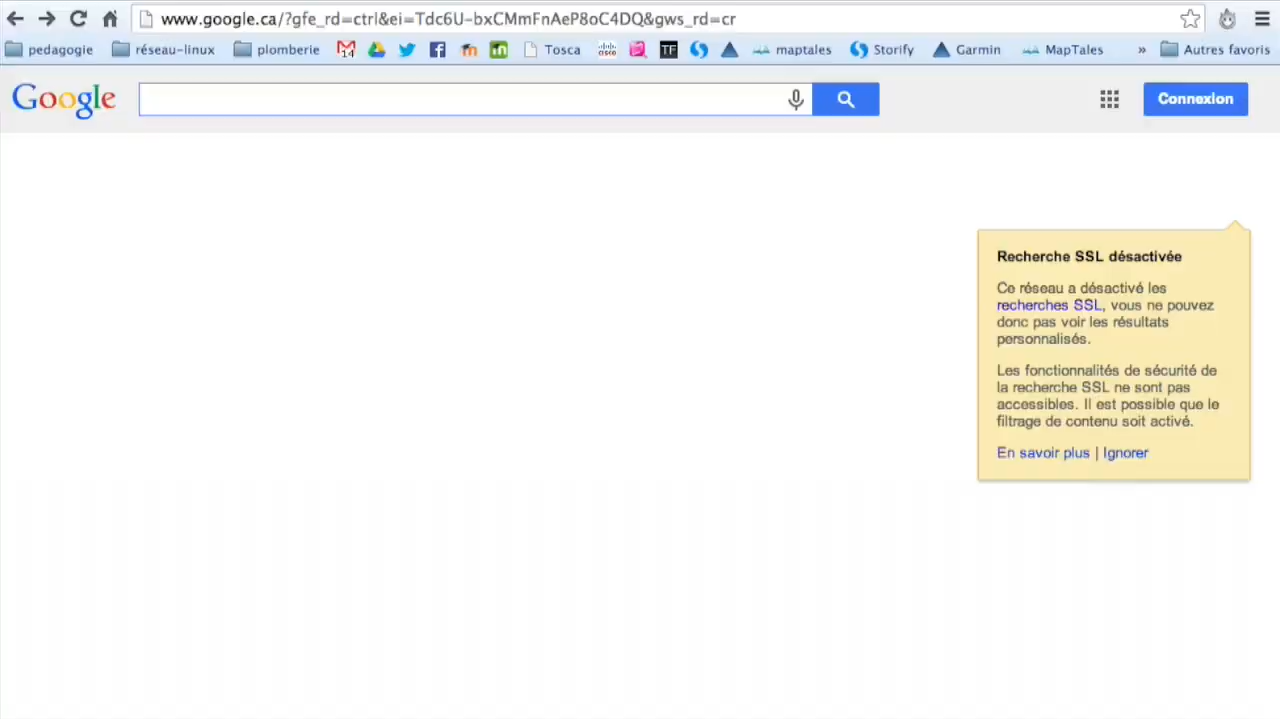 www.google.ca/?gfe_rd=ctrl&ei=Tdc6U-bxCMmFnAeP8oC4DQ&gws_rd=cr
pedagogie réseau-linux plomberie 14 Tosca cisco TF maptales Storify Garmin MapTales » Autres favoris
Google Connexion
Recherche SSL désactivée
Ce réseau a désactivé les
recherches SSL, vous ne pouvez
donc pas voir les résultats
personnalisés.
Les fonctionnalités de sécurité de
la recherche SSL ne sont pas
accessibles. Il est possible que le
filtrage de contenu soit activé.
En savoir plus | Ignorer